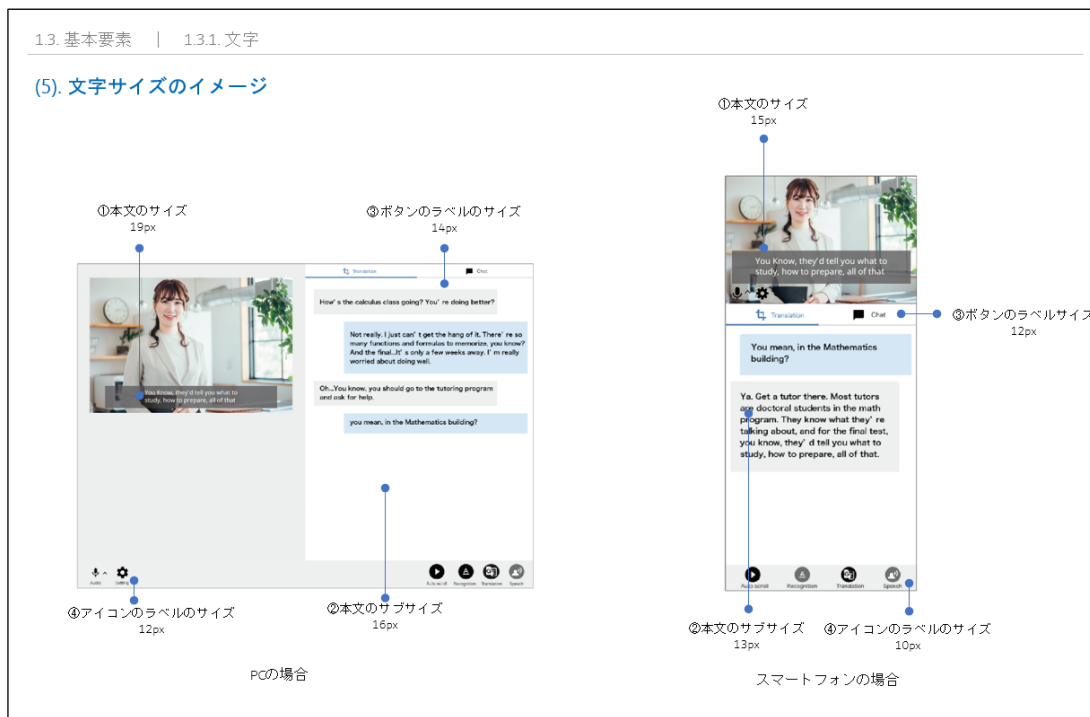 1.3. 基本要素 | 1.3.1. 文字
(5). 文字サイズのイメージ
①本文のサイズ
19px
③ボタンのラベルのサイズ
14px
You Know, they'd tell you what to
study, how to prepare, all of that
Translation
Chat
How's the calculus class going? You're doing better?
Not really. I just can't get the hang of it. There're so
many functions and formulas to memorize, you know?
And the final...It's only a few weeks away. I'm really
worried about doing well.
Oh...You know, you should go to the tutoring program
and ask for help.
you mean, in the Mathematics building?
Audio
Setting
Auto scroll
Recognition
Translation
Speech
④アイコンのラベルのサイズ
12px
②本文のサブサイズ
16px
PCの場合
①本文のサイズ
15px
You Know, they'd tell you what to
study, how to prepare, all of that
Translation
Chat
③ボタンのラベルサイズ
12px
You mean, in the Mathematics
building?
Ya. Get a tutor there. Most tutors
are doctoral students in the math
program. They know what they're
talking about, and for the final test,
you know, they'd tell you what to
study, how to prepare, all of that.
Auto scroll
Recognition
Translation
Speech
②本文のサブサイズ
13px
④アイコンのラベルのサイズ
10px
スマートフォンの場合